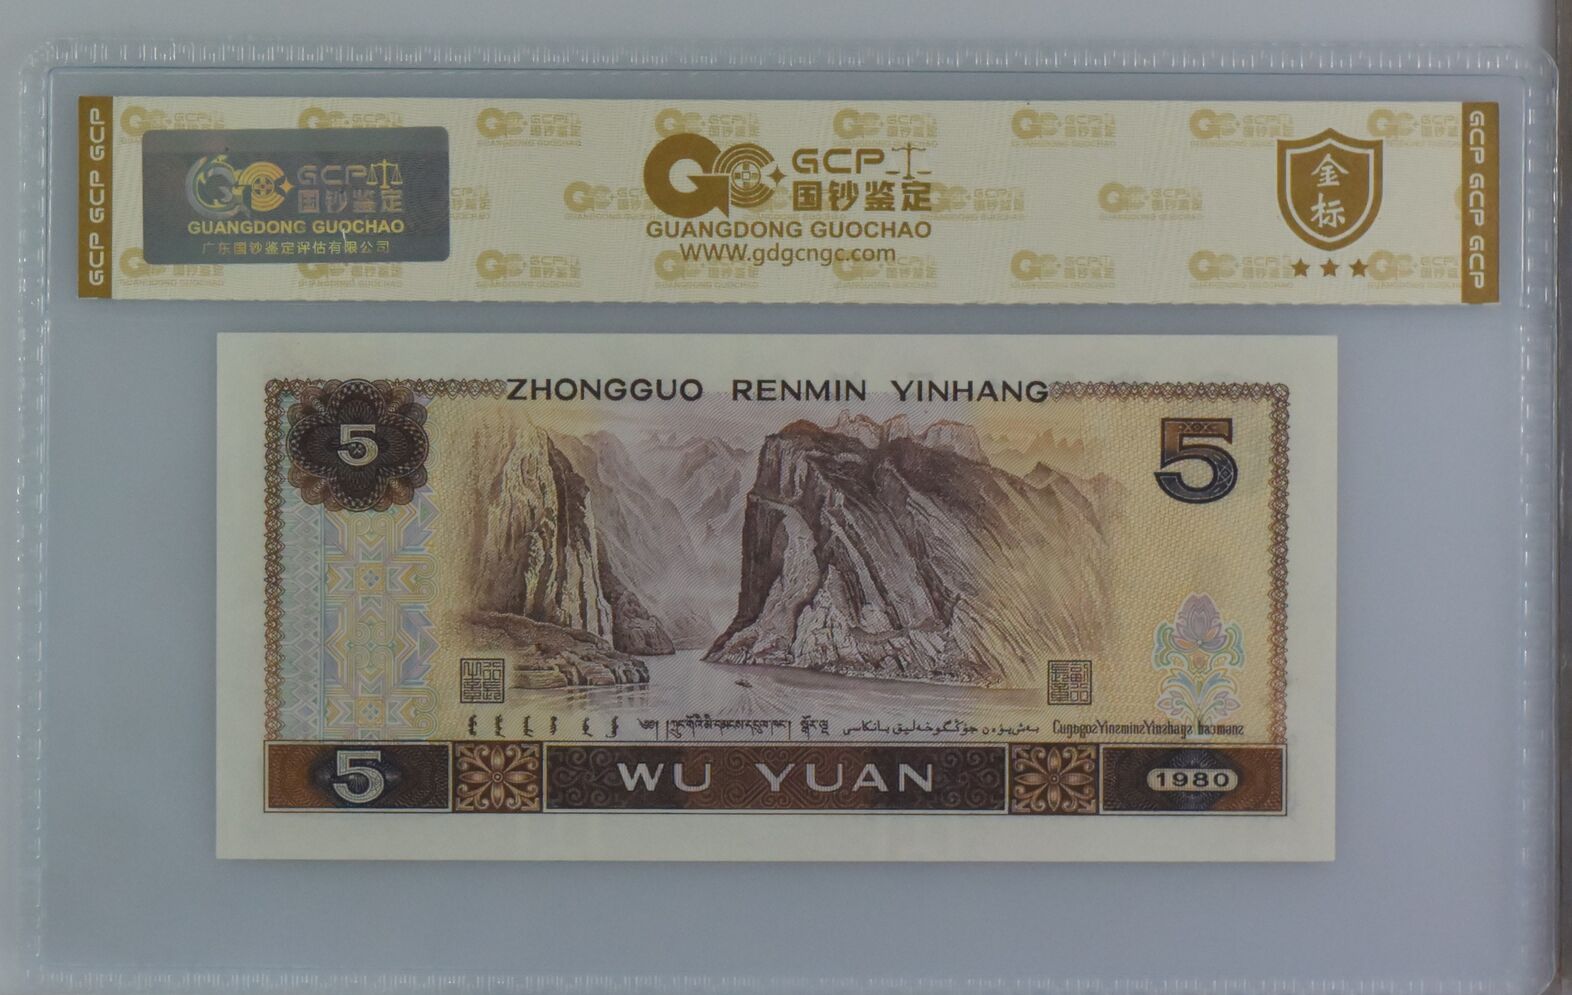 GCP GCP GCP
GCP 国钞鉴定
GUANGDONG GUOCHAO
广东国钞鉴定评估有限公司
GCP
国钞鉴定
GUANGDONG GUOCHAO
WWW.gdgcngc.com
金标
GCP GCP GCP
ZHONGGUO RENMIN YINHANG
5
5
5
WU YUAN
1980